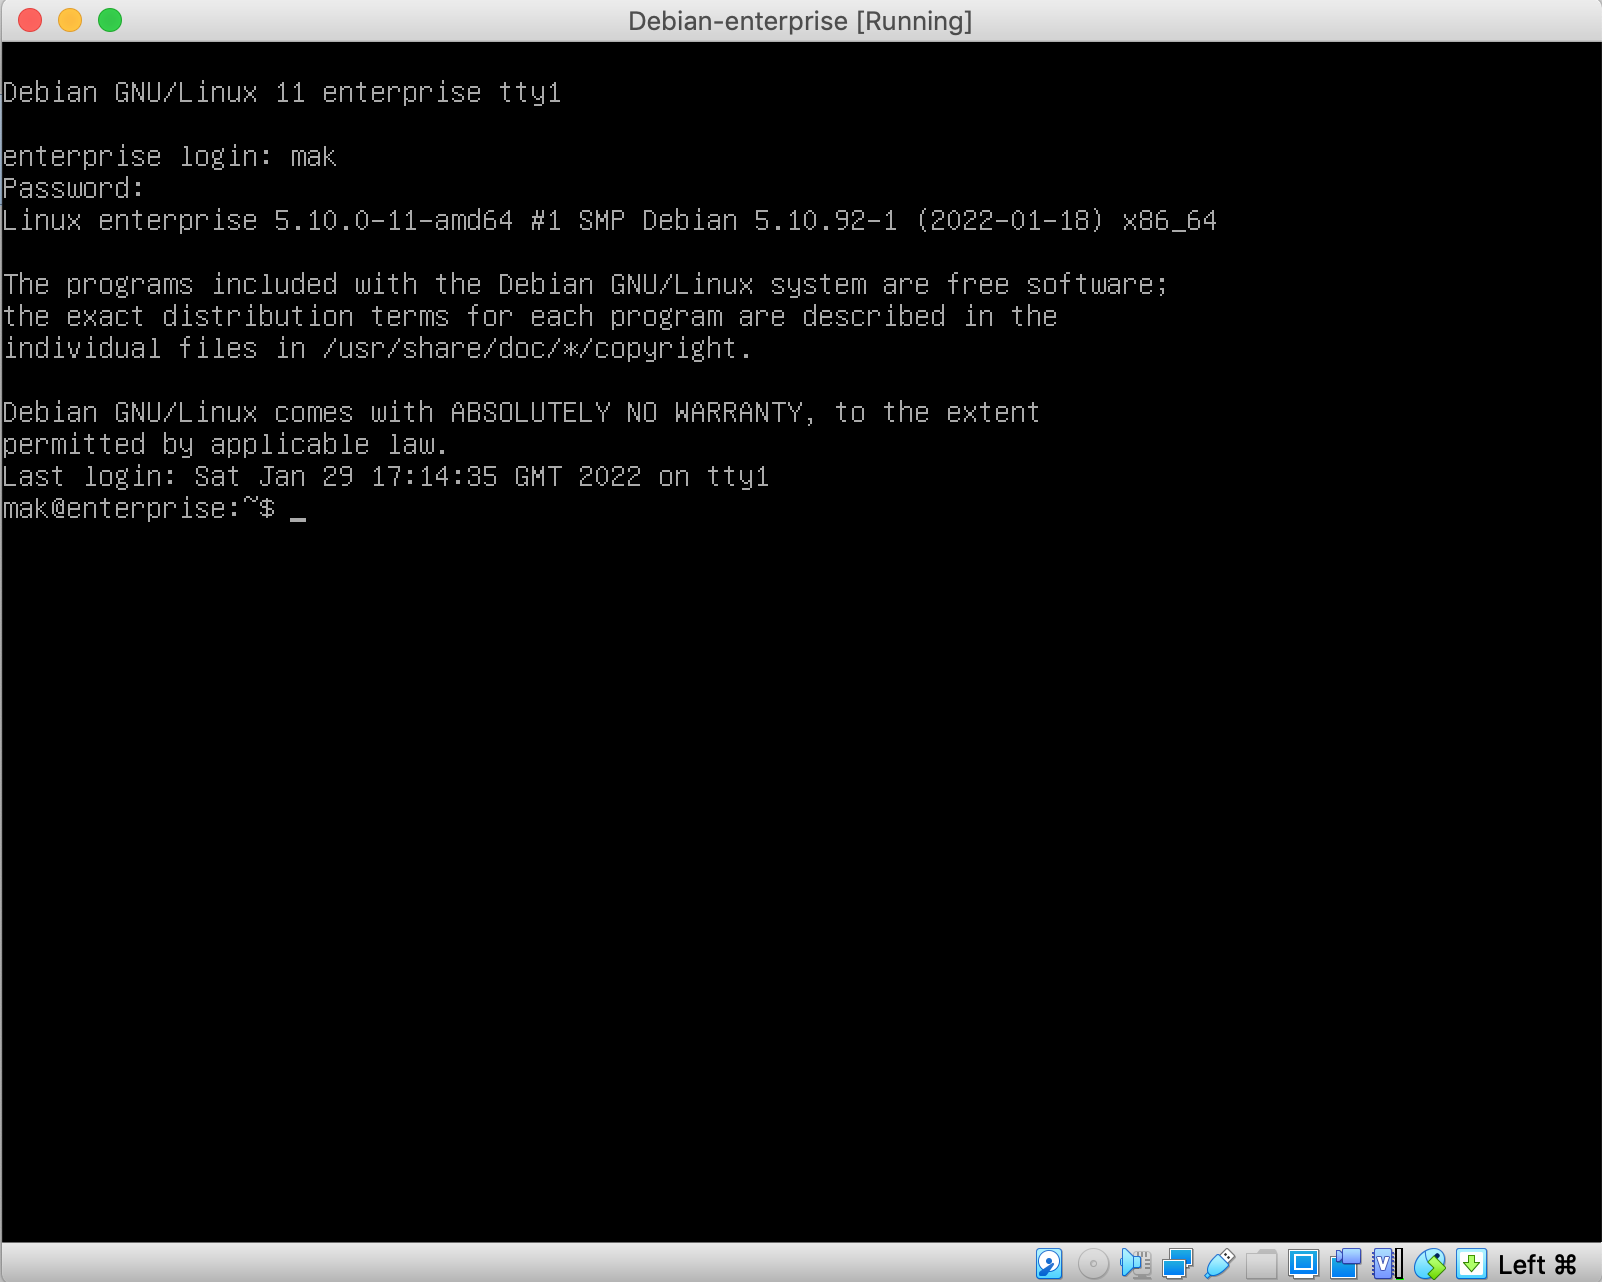 Debian-enterprise [Running]
Debian GNU/Linux 11 enterprise tty1
enterprise login: mak
Password:
Linux enterprise 5.10.0-11-amd64 #1 SMP Debian 5.10.92-1 (2022-01-18) x86_64
The programs included with the Debian GNU/Linux system are free software;
the exact distribution terms for each program are described in the
individual files in /usr/share/doc/*/copyright.
Debian GNU/Linux comes with ABSOLUTELY NO WARRANTY, to the extent
permitted by applicable law.
Last login: Sat Jan 29 17:14:35 GMT 2022 on tty1
mak@enterprise:~$ _
Left ⌘